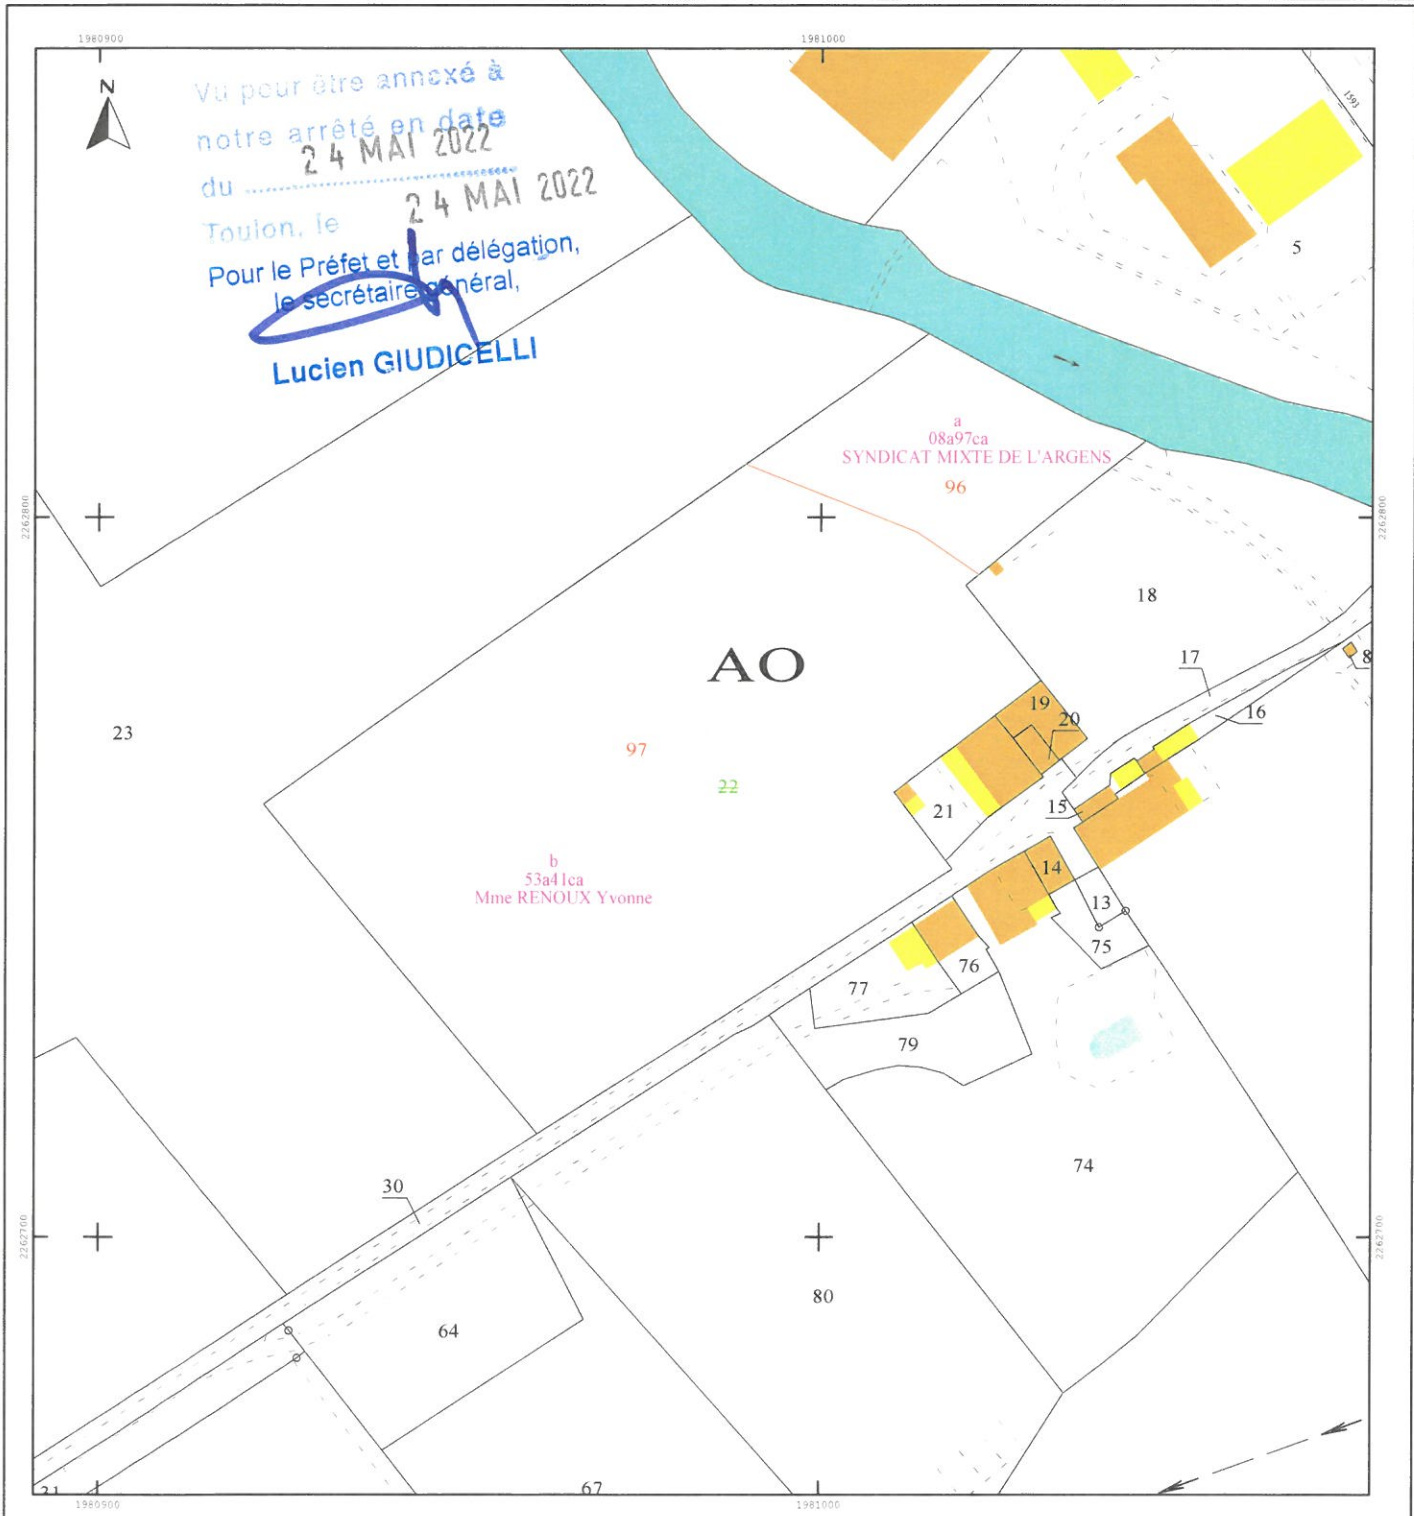 1980900
1981000
N
Vu pour être annexé à
notre arrêté en date
24 MAI 2022
du ........................................
24 MAI 2022
Toulon, le
Pour le Préfet et par délégation,
le secrétaire général,
Lucien GIUDICELLI
1593
5
a
08a97ca
SYNDICAT MIXTE DE L'ARGENS
96
2262800
2262800
18
17
8
AO
19
16
20
23
97
22
21
15
b
53a41ca
Mme RENOUX Yvonne
14
13
75
76
77
79
74
30
2262700
2262700
80
64
31
67
1980900
1981000